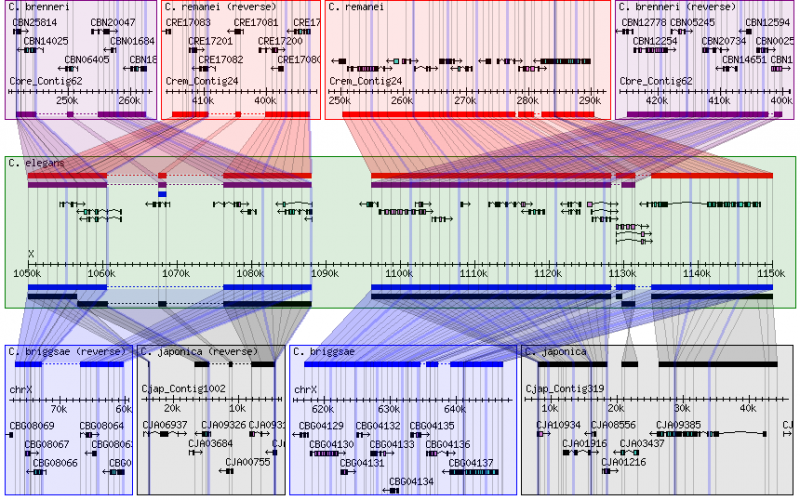 C. brenneri
CBN25814 CBN20047
CBN14025 CBN01684
CBN06405 CBN18
Cbre_Contig62
250k 260k
C. remanei (reverse)
CRE17083 CRE17081 CRE17
CRE17201 CRE17200
CRE17082 CRE17080
Crem_Contig24
410k 400k
C. remanei
Crem_Contig24
250k 260k 270k 280k 290k
C. brenneri (reverse)
CBN12778 CBN05245 CBN12594
CBN12254 CBN20734 CBN0025
CBN14651 CBN1
Cbre_Contig62
420k 410k 400k
C. elegans
X
1050k 1060k 1070k 1080k 1090k 1100k 1110k 1120k 1130k 1140k 1150k
C. briggsae (reverse)
chrX
70k 60k
CBG08069 CBG08064
CBG08067 CBG0806
CBG08066 CBG0
C. japonica (reverse)
Cjap_Contig1002
20k 10k
CJA06937 CJA09326 CJA093
CJA03684
CJA00755
C. briggsae
chrX
620k 630k 640k
CBG04129 CBG04132 CBG04135
CBG04130 CBG04133 CBG04136
CBG04131 CBG04137
CBG04134
C. japonica
Cjap_Contig319
10k 20k 30k 40k
CJA10934 CJA08556 CJA09385 CJ
CJA01916 CJA03437
CJA01216